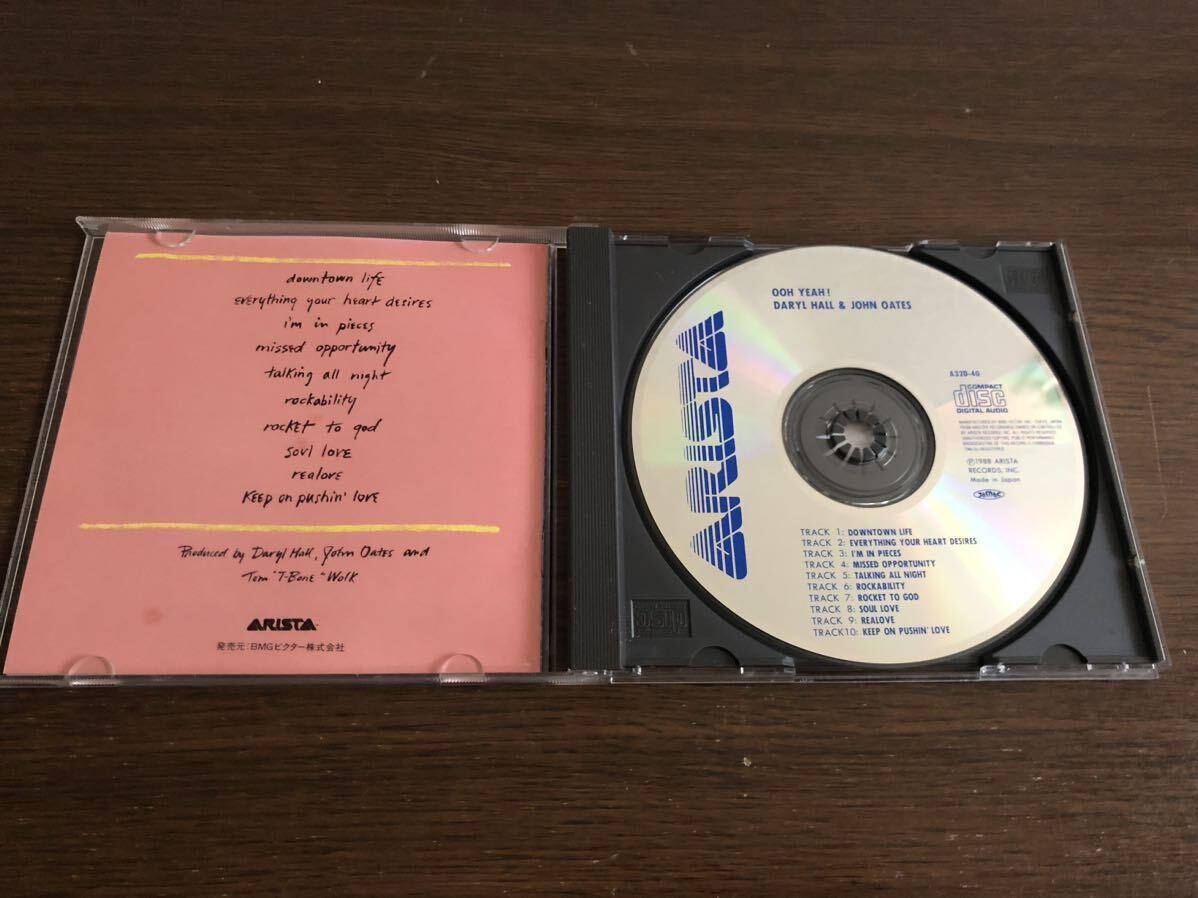 downtown life
everything your heart desires
i'm in pieces
missed opportunity
talking all night
rockability
rocket to god
soul love
realove
keep on pushin' love
Produced by Daryl Hall, John Oates and
Tom "T-Bone" Wolk
ARISTA
発売元:BMGビクター株式会社
OOH YEAH!
DARYL HALL & JOHN OATES
ARISTA
A32D-40
COMPACT
disc
DIGITAL AUDIO
Ⓟ1988 ARISTA
RECORDS, INC.
Made in Japan
TRACK 1: DOWNTOWN LIFE
TRACK 2: EVERYTHING YOUR HEART DESIRES
TRACK 3: I'M IN PIECES
TRACK 4: MISSED OPPORTUNITY
TRACK 5: TALKING ALL NIGHT
TRACK 6: ROCKABILITY
TRACK 7: ROCKET TO GOD
TRACK 8: SOUL LOVE
TRACK 9: REALOVE
TRACK10: KEEP ON PUSHIN' LOVE